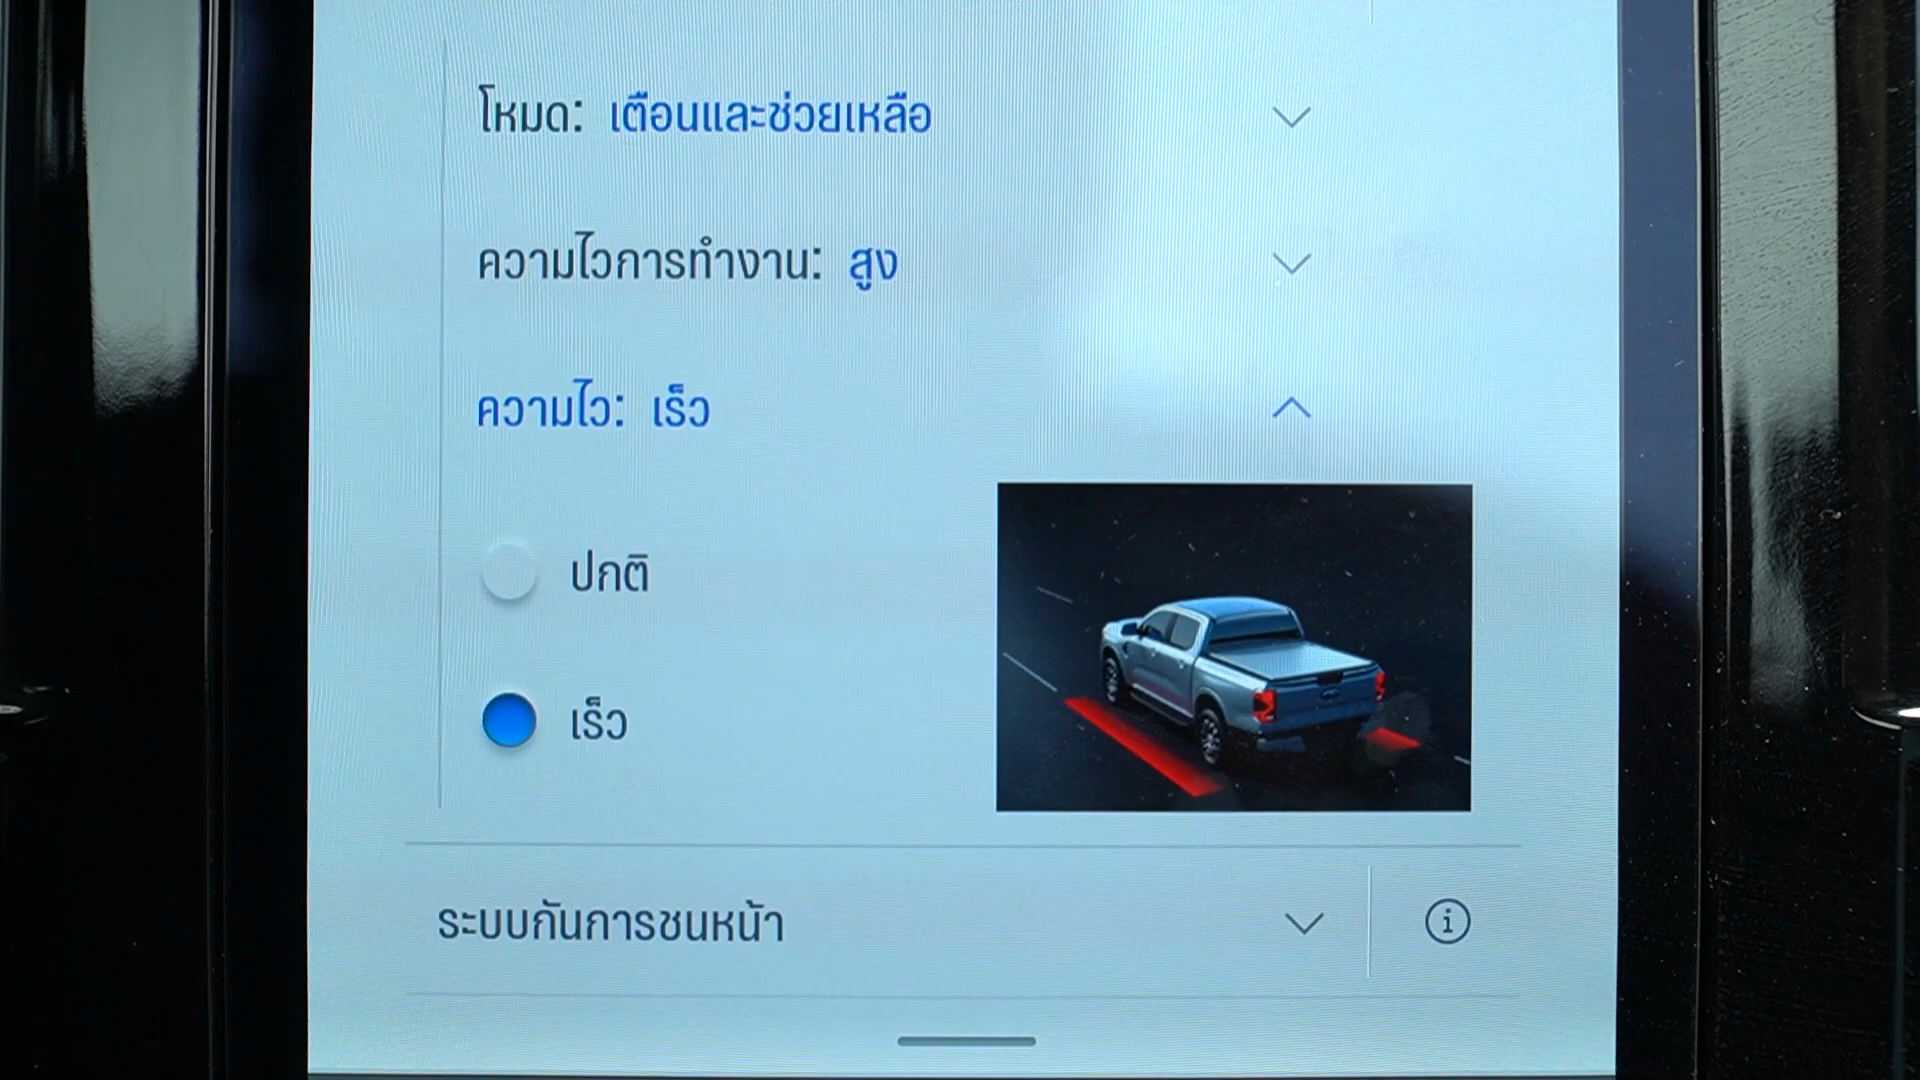 โหมด: เตือนและช่วยเหลือ
ความไวการทำงาน: สูง
ความไว: เร็ว
ปกติ
เร็ว
ระบบกันการชนหน้า